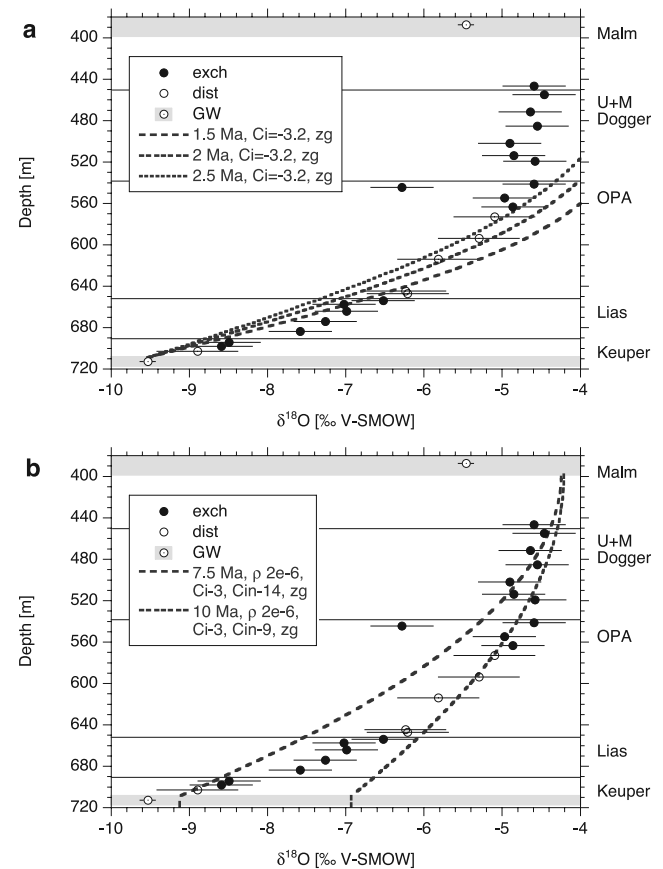 a
400
440
480
520
560
600
640
680
720
Depth [m]
exch
dist
GW
1.5 Ma, Ci=-3.2, zg
2 Ma, Ci=-3.2, zg
2.5 Ma, Ci=-3.2, zg
Malm
U+M
Dogger
OPA
Lias
Keuper
-10 -9 -8 -7 -6 -5 -4
δ¹⁸O [‰ V-SMOW]
b
400
440
480
520
560
600
640
680
720
Depth [m]
exch
dist
GW
7.5 Ma, ρ 2e-6,
Ci-3, Cin-14, zg
10 Ma, ρ 2e-6,
Ci-3, Cin-9, zg
Malm
U+M
Dogger
OPA
Lias
Keuper
-10 -9 -8 -7 -6 -5 -4
δ¹⁸O [‰ V-SMOW]